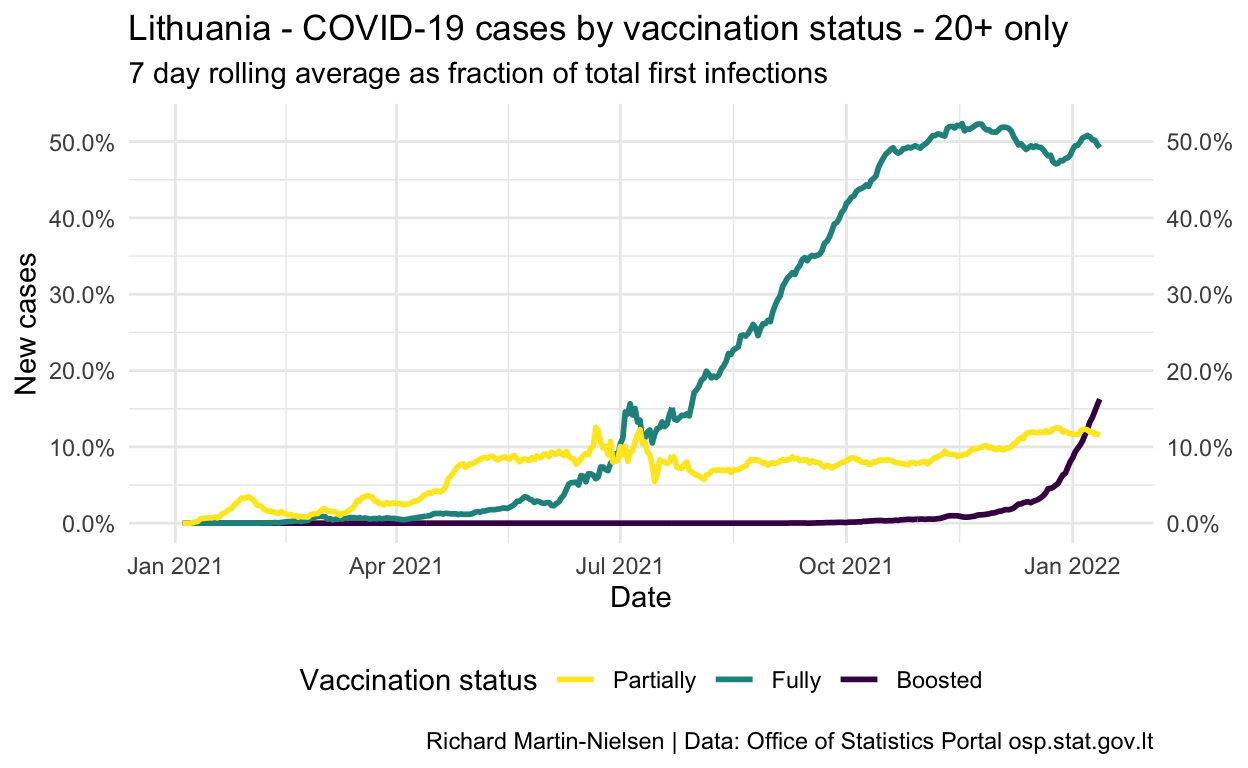 Lithuania - COVID-19 cases by vaccination status - 20+ only
7 day rolling average as fraction of total first infections
New cases
50.0%
40.0%
30.0%
20.0%
10.0%
0.0%
50.0%
40.0%
30.0%
20.0%
10.0%
0.0%
Jan 2021 Apr 2021 Jul 2021 Oct 2021 Jan 2022
Date
Vaccination status Partially Fully Boosted
Richard Martin-Nielsen | Data: Office of Statistics Portal osp.stat.gov.lt